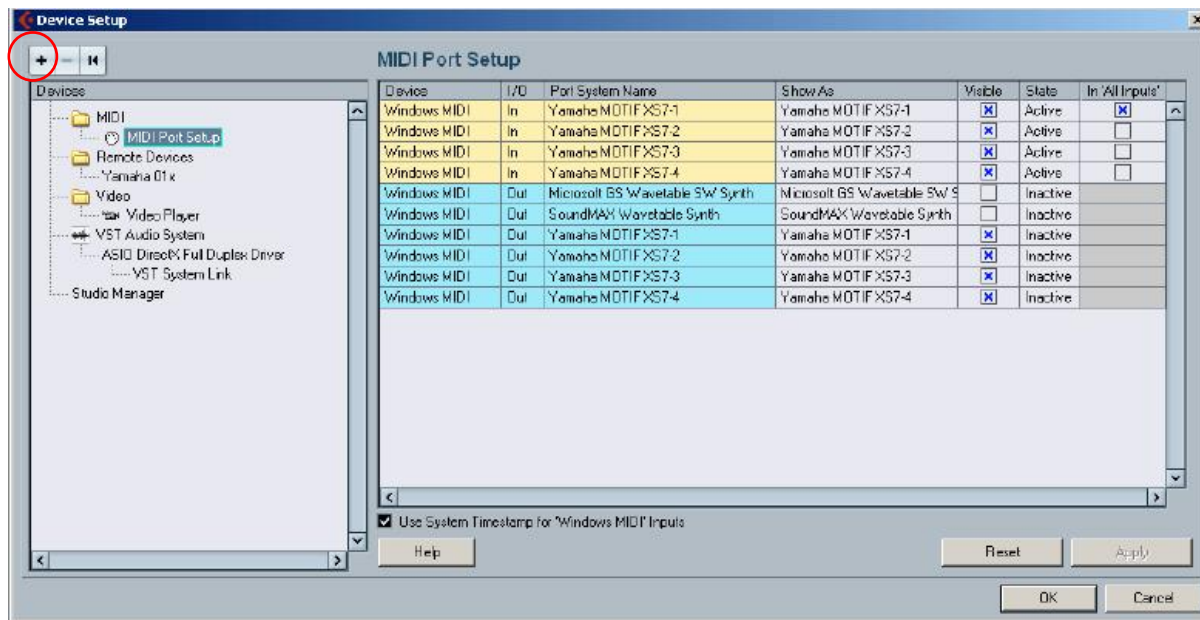 Device Setup
+ - 
MIDI Port Setup
Devices
MIDI
MIDI Port Setup
Remote Devices
Yamaha 01x
Video
Video Player
VST Audio System
ASIO DirectX Full Duplex Driver
VST System Link
Studio Manager
Device I/O Port System Name Show As Visible State In 'All Inputs'
Windows MIDI In Yamaha MOTIF XS7-1 Yamaha MOTIF XS7-1 Active
Windows MIDI In Yamaha MOTIF XS7-2 Yamaha MOTIF XS7-2 Active
Windows MIDI In Yamaha MOTIF XS7-3 Yamaha MOTIF XS7-3 Active
Windows MIDI In Yamaha MOTIF XS7-4 Yamaha MOTIF XS7-4 Active
Windows MIDI Out Microsoft GS Wavetable SW Synth Microsoft GS Wavetable SW S Inactive
Windows MIDI Out SoundMAX Wavetable Synth SoundMAX Wavetable Synth Inactive
Windows MIDI Out Yamaha MOTIF XS7-1 Yamaha MOTIF XS7-1 Inactive
Windows MIDI Out Yamaha MOTIF XS7-2 Yamaha MOTIF XS7-2 Inactive
Windows MIDI Out Yamaha MOTIF XS7-3 Yamaha MOTIF XS7-3 Inactive
Windows MIDI Out Yamaha MOTIF XS7-4 Yamaha MOTIF XS7-4 Inactive
Use System Timestamp for 'Windows MIDI' Inputs
Help Reset Apply
OK Cancel